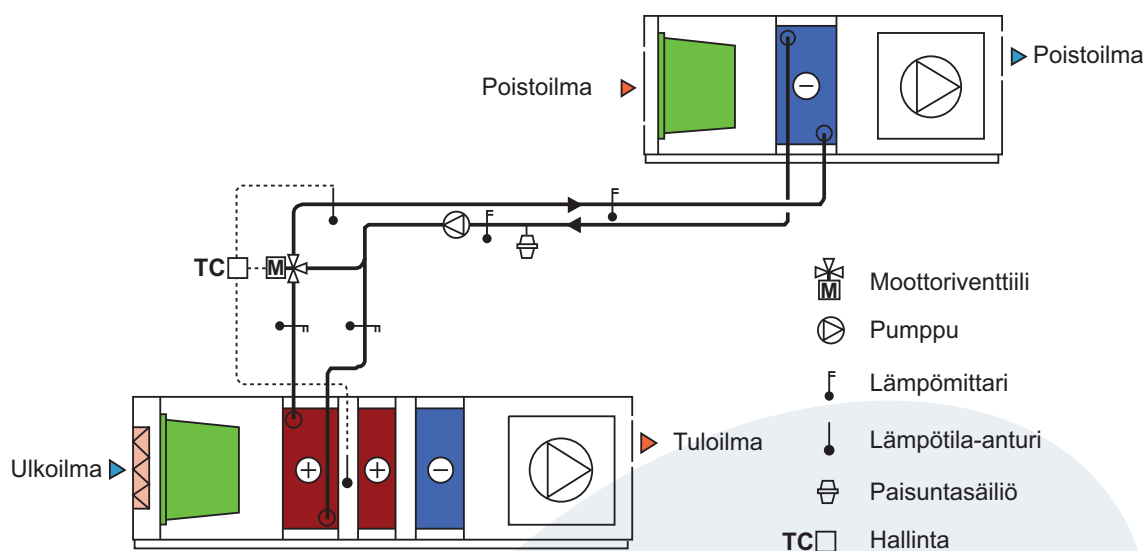 Poistoilma
Poistoilma
TC
M
Moottoriventtiili
M
Pumppu
Lämpömittari
Ulkoilma
Tuloilma
Lämpötila-anturi
Paisuntasäiliö
TC
Hallinta